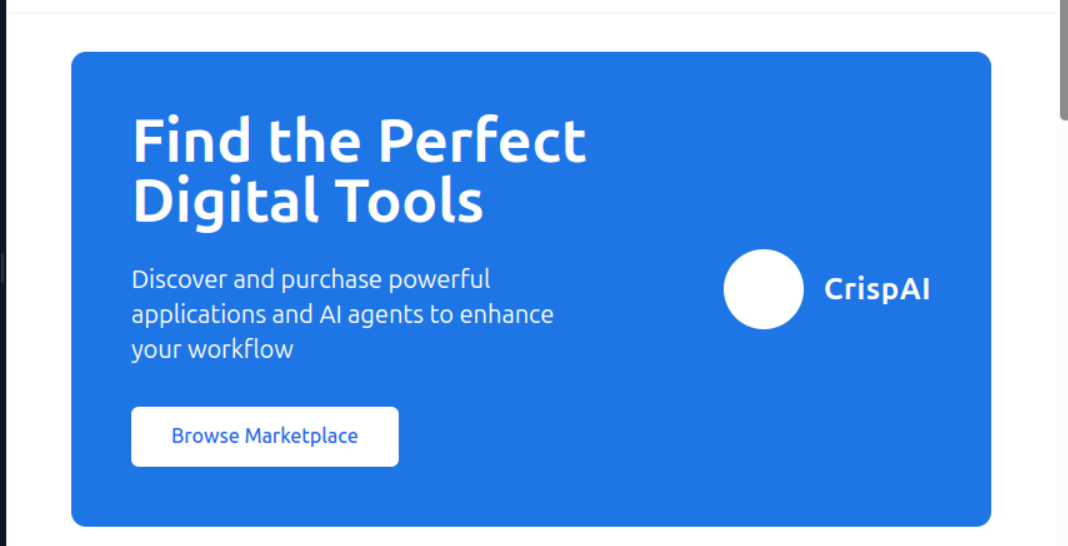 Find the Perfect
Digital Tools
Discover and purchase powerful
applications and AI agents to enhance
your workflow
Browse Marketplace
CrispAI